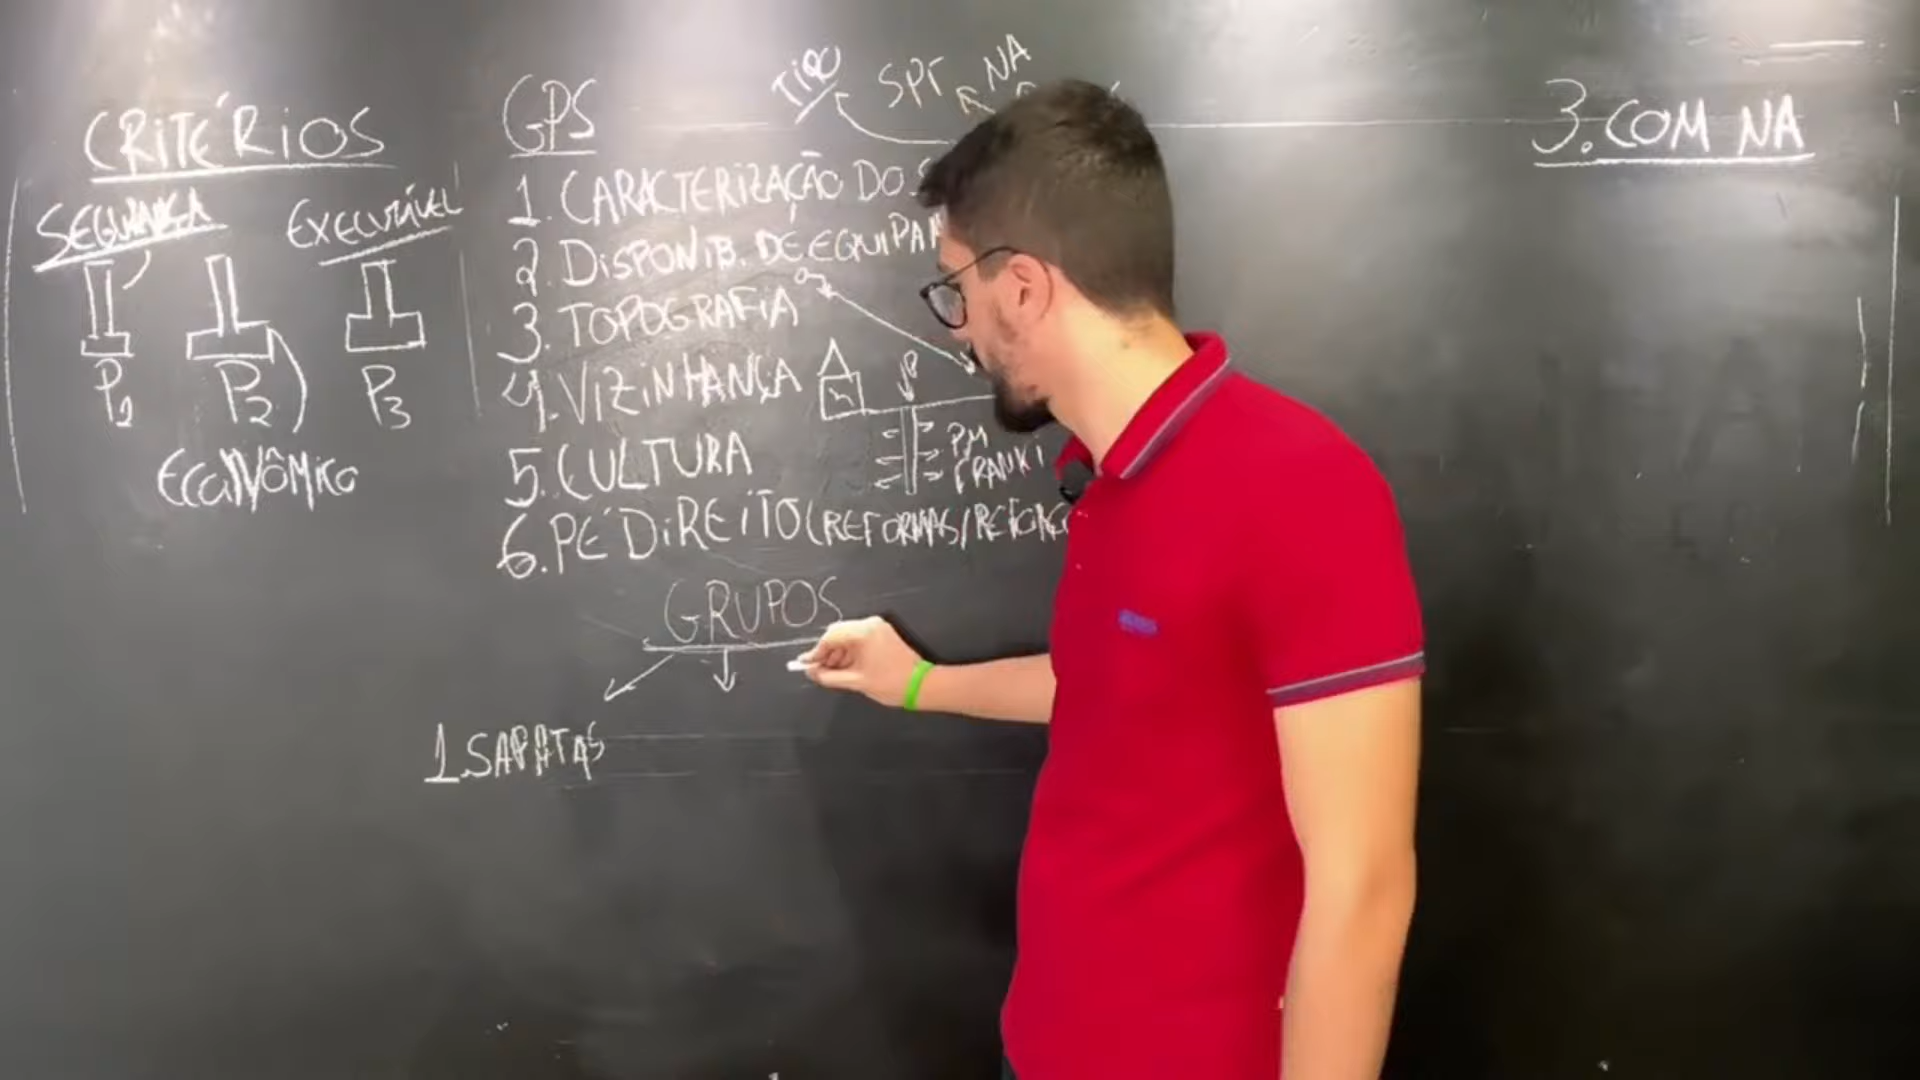 CRITÉRIOS
SEGURANÇA
EXECUTÁVEL
P1
P2
P3
ECONÔMICO
GPS
TIPO
SPT
NA
1. CARACTERIZAÇÃO DO S
2. DISPONIB. DE EQUIPAM
3. TOPOGRAFIA
4. VIZINHANÇA
PM
FRANKI
5. CULTURA
6. PÉ DIREITO (REFORMAS/REFORÇO
GRUPOS
1. SAPATAS
3. COM NA